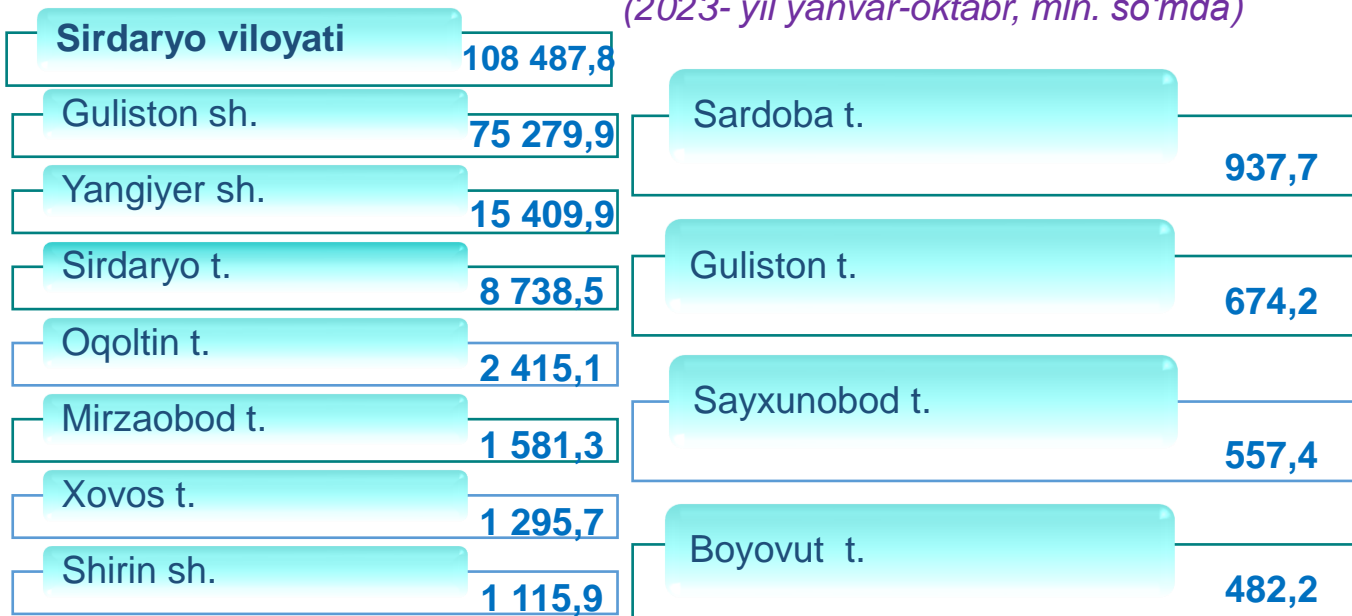 (2023- yil yanvar-oktabr, mln. so'mda)
Sirdaryo viloyati
108 487,8
Guliston sh.
75 279,9
Yangiyer sh.
15 409,9
Sirdaryo t.
8 738,5
Oqoltin t.
2 415,1
Mirzaobod t.
1 581,3
Xovos t.
1 295,7
Shirin sh.
1 115,9
Sardoba t.
937,7
Guliston t.
674,2
Sayxunobod t.
557,4
Boyovut t.
482,2